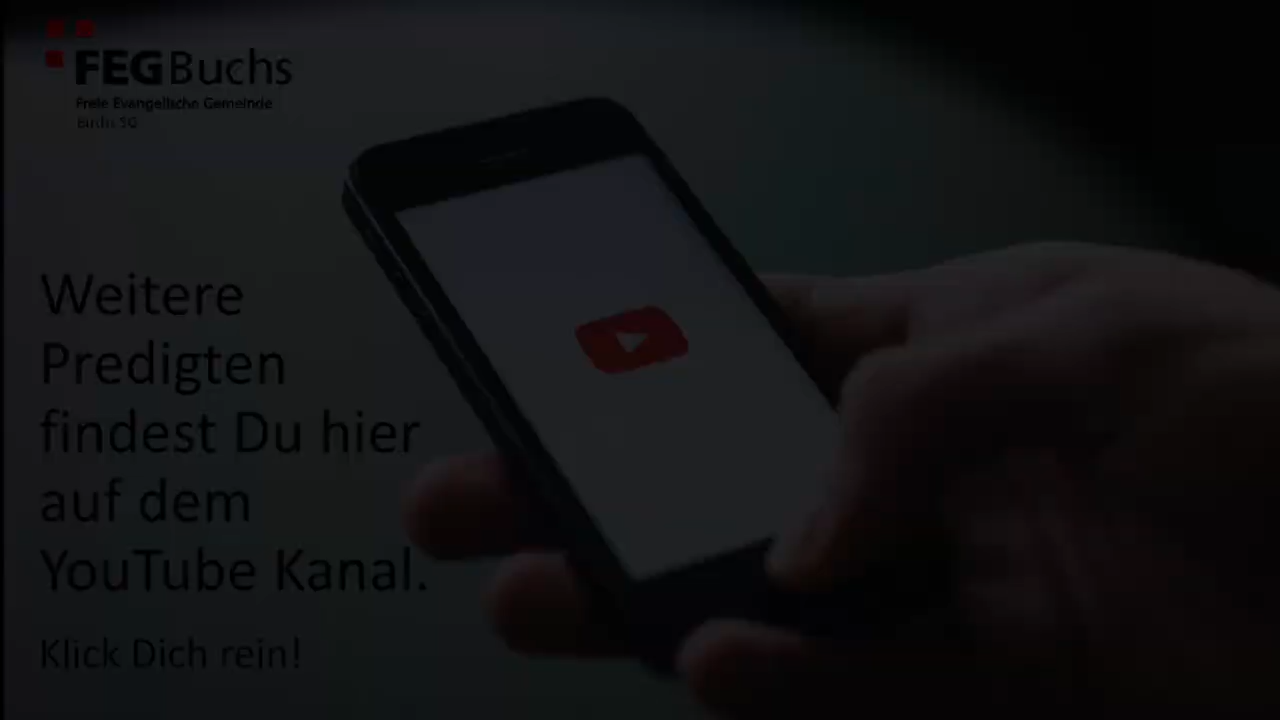 FEGBuchs
Freie Evangelische Gemeinde
Buchs SG
Weitere
Predigten
findest Du hier
auf dem
YouTube Kanal.
Klick Dich rein!